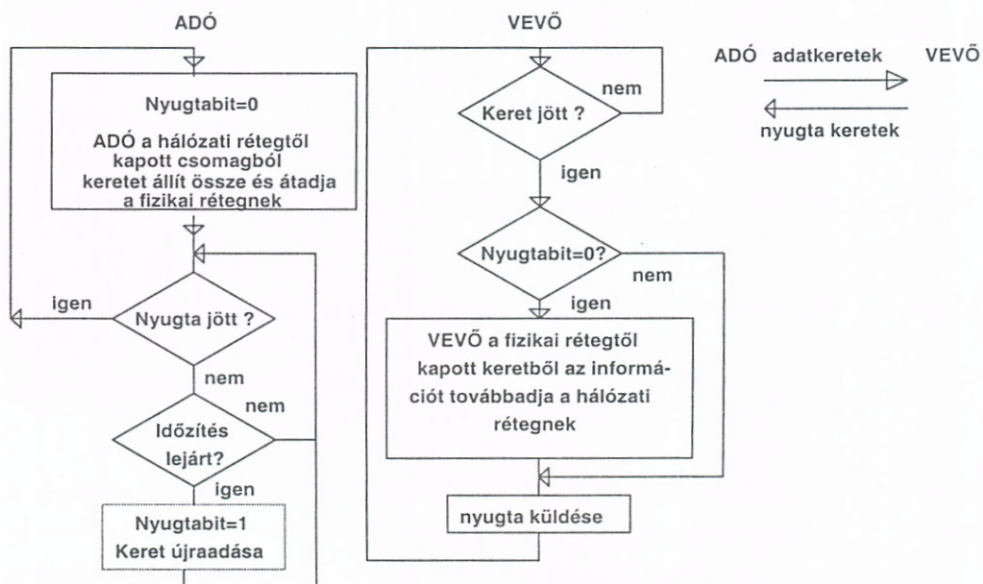 ADÓ
Nyugtabit=0
ADÓ a hálózati rétegtől
kapott csomagból
keretet állít össze és átadja
a fizikai rétegnek
igen
Nyugta jött ?
nem
nem
Időzítés
lejárt?
igen
Nyugtabit=1
Keret újraadása
VEVŐ
nem
Keret jött ?
igen
Nyugtabit=0?
nem
igen
VEVŐ a fizikai rétegtől
kapott keretből az informá-
ciót továbbadja a hálózati
rétegnek
nyugta küldése
ADÓ adatkeretek VEVŐ
nyugta keretek